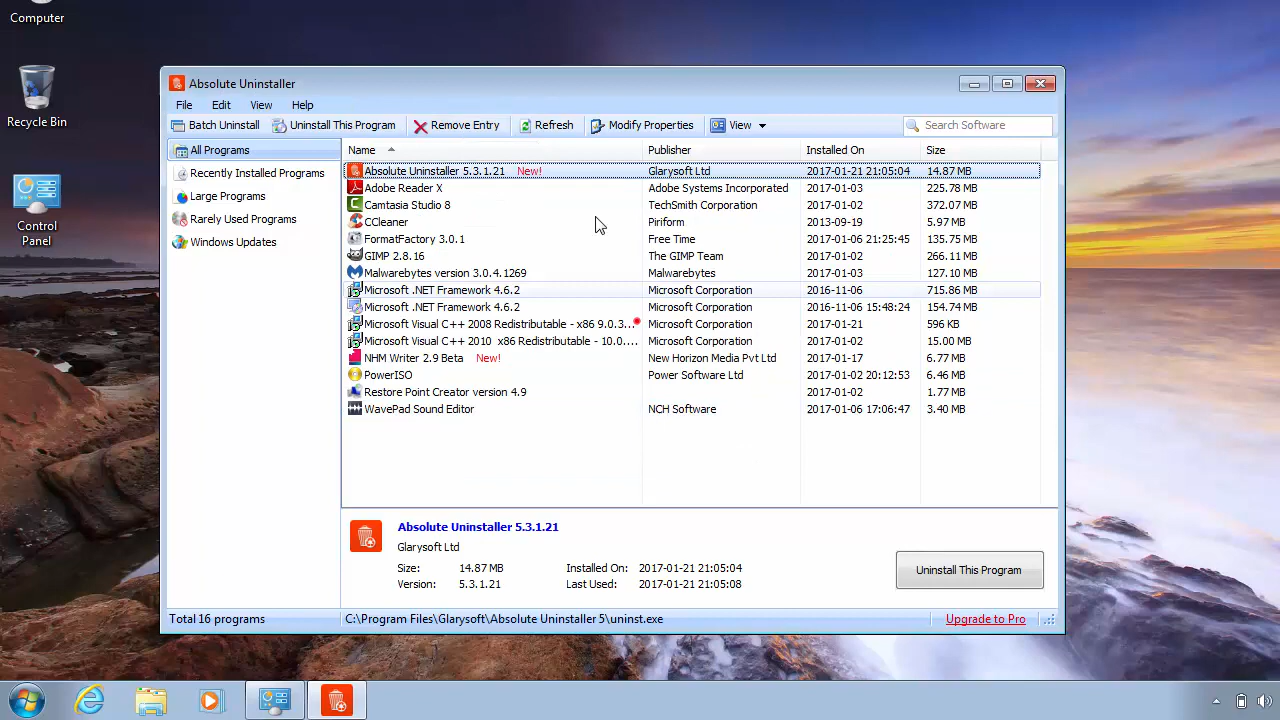 Computer
Recycle Bin
Control
Panel
Absolute Uninstaller
File Edit View Help
Batch Uninstall Uninstall This Program Remove Entry Refresh Modify Properties View Search Software
All Programs
Recently Installed Programs
Large Programs
Rarely Used Programs
Windows Updates
Name Publisher Installed On Size
Absolute Uninstaller 5.3.1.21 New! Glarysoft Ltd 2017-01-21 21:05:04 14.87 MB
Adobe Reader X Adobe Systems Incorporated 2017-01-03 225.78 MB
Camtasia Studio 8 TechSmith Corporation 2017-01-02 372.07 MB
CCleaner Piriform 2013-09-19 5.97 MB
FormatFactory 3.0.1 Free Time 2017-01-06 21:25:45 135.75 MB
GIMP 2.8.16 The GIMP Team 2017-01-02 266.11 MB
Malwarebytes version 3.0.4.1269 Malwarebytes 2017-01-03 127.10 MB
Microsoft .NET Framework 4.6.2 Microsoft Corporation 2016-11-06 715.86 MB
Microsoft .NET Framework 4.6.2 Microsoft Corporation 2016-11-06 15:48:24 154.74 MB
Microsoft Visual C++ 2008 Redistributable - x86 9.0.3... Microsoft Corporation 2017-01-21 596 KB
Microsoft Visual C++ 2010 x86 Redistributable - 10.0.... Microsoft Corporation 2017-01-02 15.00 MB
NHM Writer 2.9 Beta New! New Horizon Media Pvt Ltd 2017-01-17 6.77 MB
PowerISO Power Software Ltd 2017-01-02 20:12:53 6.46 MB
Restore Point Creator version 4.9 2017-01-02 1.77 MB
WavePad Sound Editor NCH Software 2017-01-06 17:06:47 3.40 MB
Absolute Uninstaller 5.3.1.21
Glarysoft Ltd
Size: 14.87 MB Installed On: 2017-01-21 21:05:04
Version: 5.3.1.21 Last Used: 2017-01-21 21:05:08
Uninstall This Program
Total 16 programs C:\Program Files\Glarysoft\Absolute Uninstaller 5\uninst.exe Upgrade to Pro